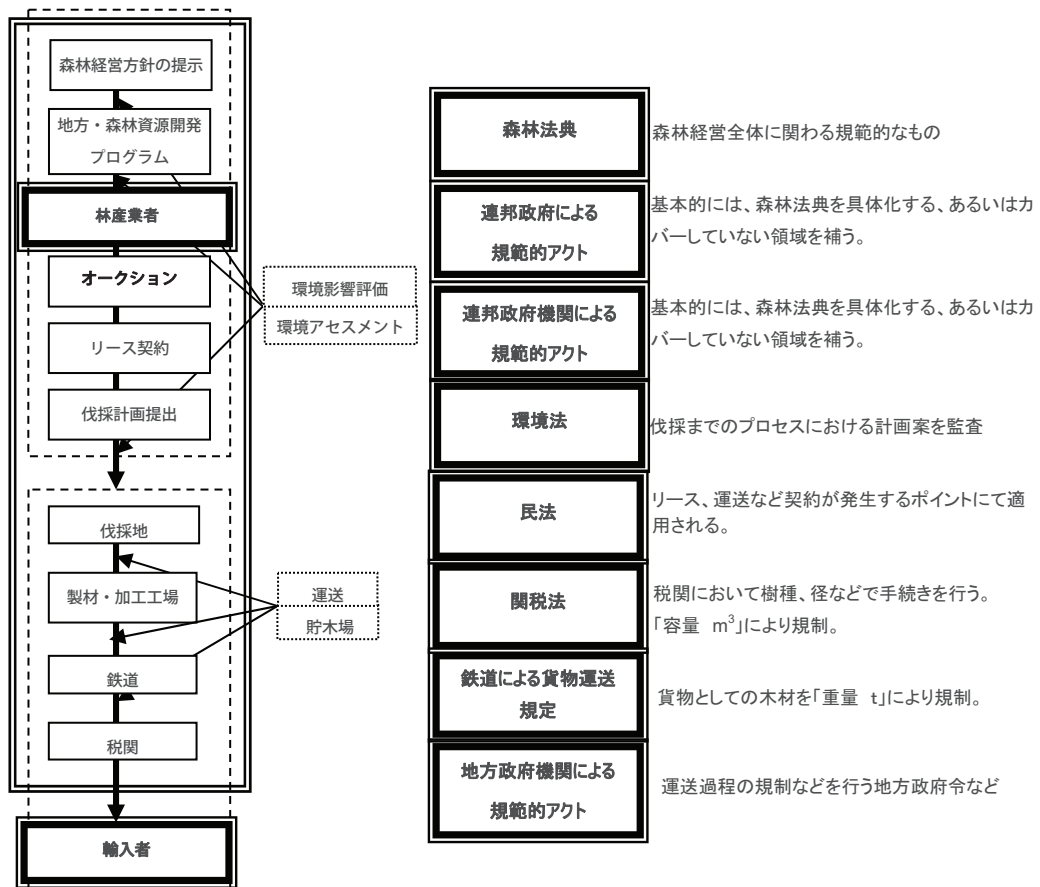 森林経営方針の提示
地方・森林資源開発
プログラム
林産業者
オークション
リース契約
伐採計画提出
環境影響評価
環境アセスメント
伐採地
製材・加工工場
鉄道
税関
運送
貯木場
輸入者
森林法典
森林経営全体に関わる規範的なもの
連邦政府による
規範的アクト
基本的には、森林法典を具体化する、あるいはカ
バーしていない領域を補う。
連邦政府機関による
規範的アクト
基本的には、森林法典を具体化する、あるいはカ
バーしていない領域を補う。
環境法
伐採までのプロセスにおける計画案を監査
民法
リース、運送など契約が発生するポイントにて適
用される。
関税法
税関において樹種、径などで手続きを行う。
「容量 m³」により規制。
鉄道による貨物運送
規定
貨物としての木材を「重量 t」により規制。
地方政府機関による
規範的アクト
運送過程の規制などを行う地方政府令など